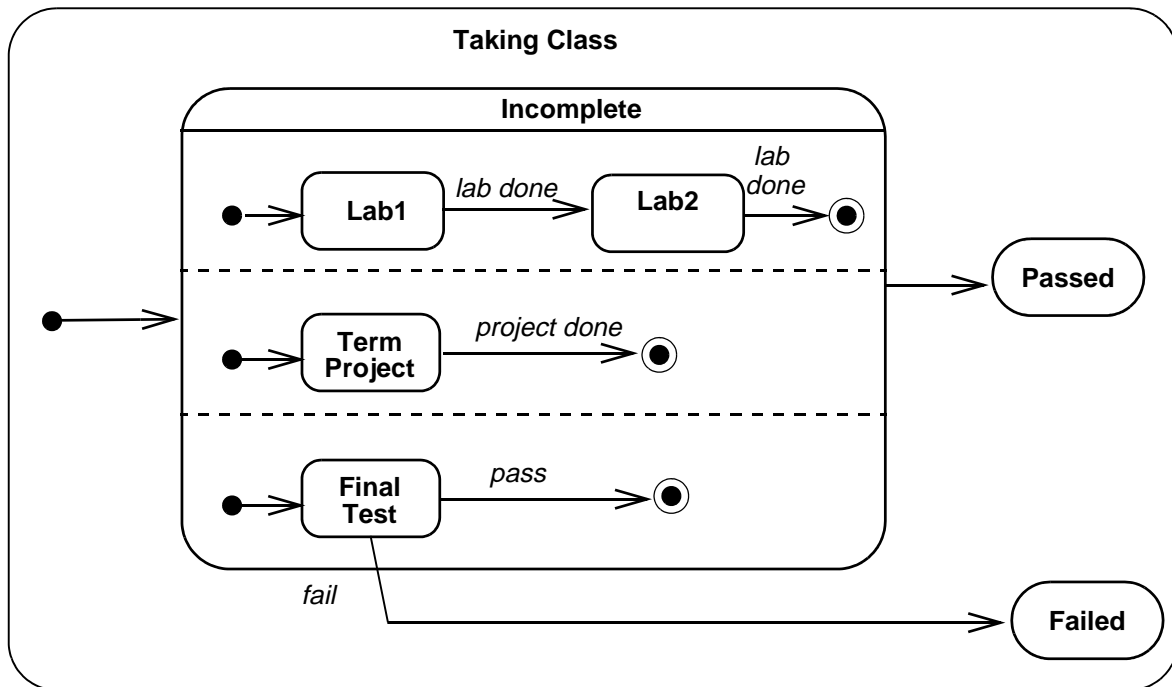 Taking Class
Incomplete
lab
done
Lab1
lab done
Lab2
Passed
Term
Project
project done
Final
Test
pass
fail
Failed